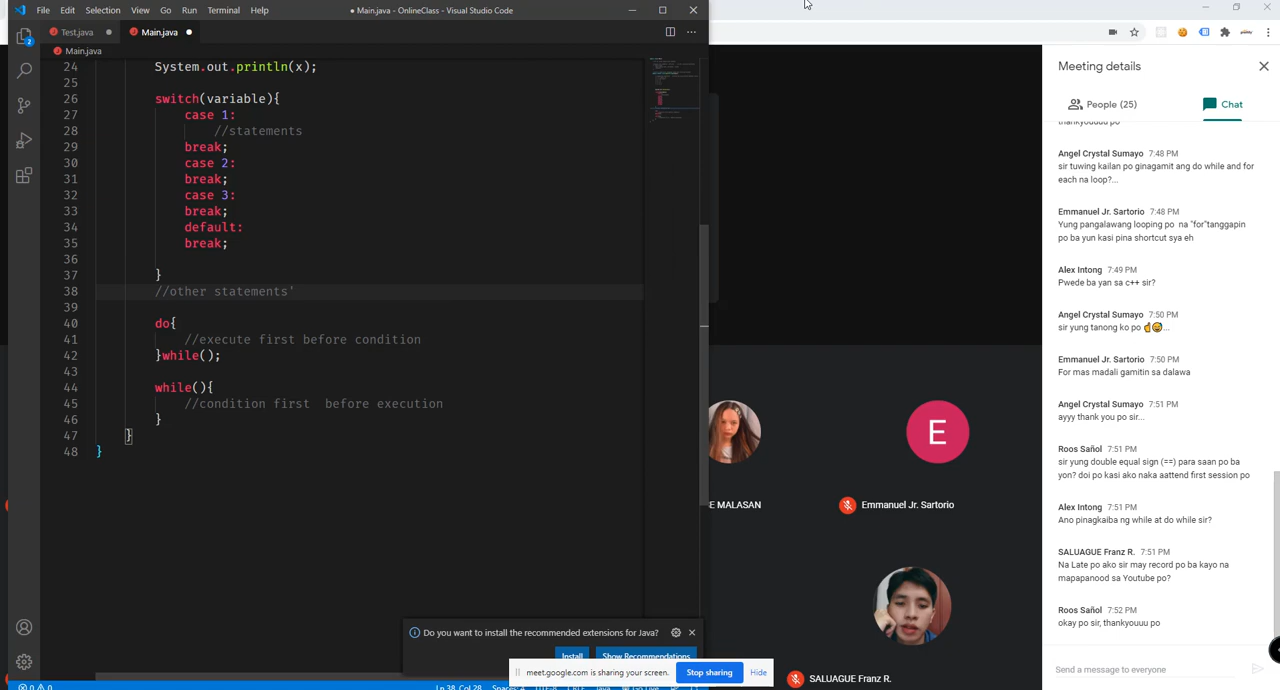 File Edit Selection View Go Run Terminal Help
● Main.java - OnlineClass - Visual Studio Code
Test.java
Main.java
Main.java
24 System.out.println(x);
25
26 switch(variable){
27 case 1:
28 //statements
29 break;
30 case 2:
31 break;
32 case 3:
33 break;
34 default:
35 break;
36
37 }
38 //other statements'
39
40 do{
41 //execute first before condition
42 }while();
43
44 while(){
45 //condition first  before execution
46 }
47 }
48 }
2
Do you want to install the recommended extensions for Java?
Install
Show Recommendations
meet.google.com is sharing your screen.
Stop sharing
Hide
0 0
Ln 38, Col 28
E MALASAN
E
Emmanuel Jr. Sartorio
SALUAGUE Franz R.
Meeting details
People (25)
Chat
thankyouuuu po
Angel Crystal Sumayo 7:48 PM
sir tuwing kailan po ginagamit ang do while and for
each na loop?...
Emmanuel Jr. Sartorio 7:48 PM
Yung pangalawang looping po  na "for"tanggapin
po ba yun kasi pina shortcut sya eh
Alex Intong 7:49 PM
Pwede ba yan sa c++ sir?
Angel Crystal Sumayo 7:50 PM
sir yung tanong ko po☝😅...
Emmanuel Jr. Sartorio 7:50 PM
For mas madali gamitin sa dalawa
Angel Crystal Sumayo 7:51 PM
ayyy thank you po sir...
Roos Sañol 7:51 PM
sir yung double equal sign (==) para saan po ba
yon? doi po kasi ako naka aattend first session po
Alex Intong 7:51 PM
Ano pinagkaiba ng while at do while sir?
SALUAGUE Franz R. 7:51 PM
Na Late po ako sir may record po ba kayo na
mapapanood sa Youtube po?
Roos Sañol 7:52 PM
okay po sir, thankyouuu po
Send a message to everyone